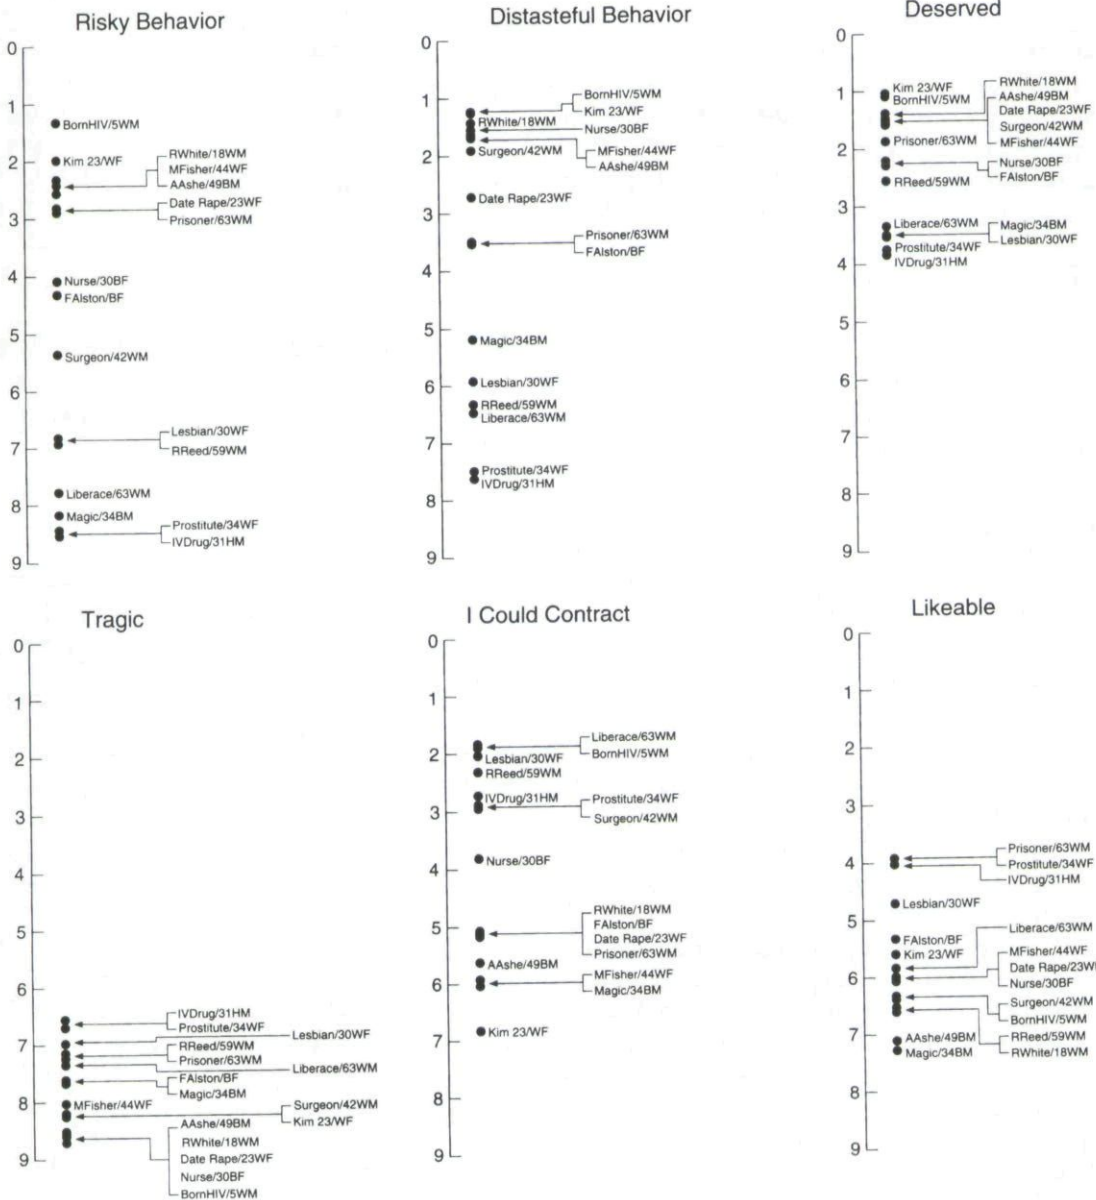 Risky Behavior
0
1
2
3
4
5
6
7
8
9
BornHIV/5WM
Kim 23/WF
RWhite/18WM
MFisher/44WF
AAshe/49BM
Date Rape/23WF
Prisoner/63WM
Nurse/30BF
FAlston/BF
Surgeon/42WM
Lesbian/30WF
RReed/59WM
Liberace/63WM
Magic/34BM
Prostitute/34WF
IVDrug/31HM
Distasteful Behavior
0
1
2
3
4
5
6
7
8
9
BornHIV/5WM
Kim 23/WF
RWhite/18WM
Nurse/30BF
MFisher/44WF
Surgeon/42WM
AAshe/49BM
Date Rape/23WF
Prisoner/63WM
FAlston/BF
Magic/34BM
Lesbian/30WF
RReed/59WM
Liberace/63WM
Prostitute/34WF
IVDrug/31HM
Deserved
0
1
2
3
4
5
6
7
8
9
Kim 23/WF
BornHIV/5WM
RWhite/18WM
AAshe/49BM
Date Rape/23WF
Surgeon/42WM
MFisher/44WF
Prisoner/63WM
Nurse/30BF
FAlston/BF
RReed/59WM
Liberace/63WM
Magic/34BM
Lesbian/30WF
Prostitute/34WF
IVDrug/31HM
Tragic
0
1
2
3
4
5
6
7
8
9
IVDrug/31HM
Prostitute/34WF
Lesbian/30WF
RReed/59WM
Prisoner/63WM
Liberace/63WM
FAlston/BF
Magic/34BM
MFisher/44WF
Surgeon/42WM
Kim 23/WF
AAshe/49BM
RWhite/18WM
Date Rape/23WF
Nurse/30BF
BornHIV/5WM
I Could Contract
0
1
2
3
4
5
6
7
8
9
Liberace/63WM
BornHIV/5WM
Lesbian/30WF
RReed/59WM
IVDrug/31HM
Prostitute/34WF
Surgeon/42WM
Nurse/30BF
RWhite/18WM
FAlston/BF
Date Rape/23WF
Prisoner/63WM
AAshe/49BM
MFisher/44WF
Magic/34BM
Kim 23/WF
Likeable
0
1
2
3
4
5
6
7
8
9
Prisoner/63WM
Prostitute/34WF
IVDrug/31HM
Lesbian/30WF
Liberace/63WM
FAlston/BF
Kim 23/WF
MFisher/44WF
Date Rape/23WF
Nurse/30BF
Surgeon/42WM
BornHIV/5WM
AAshe/49BM
Magic/34BM
RReed/59WM
RWhite/18WM